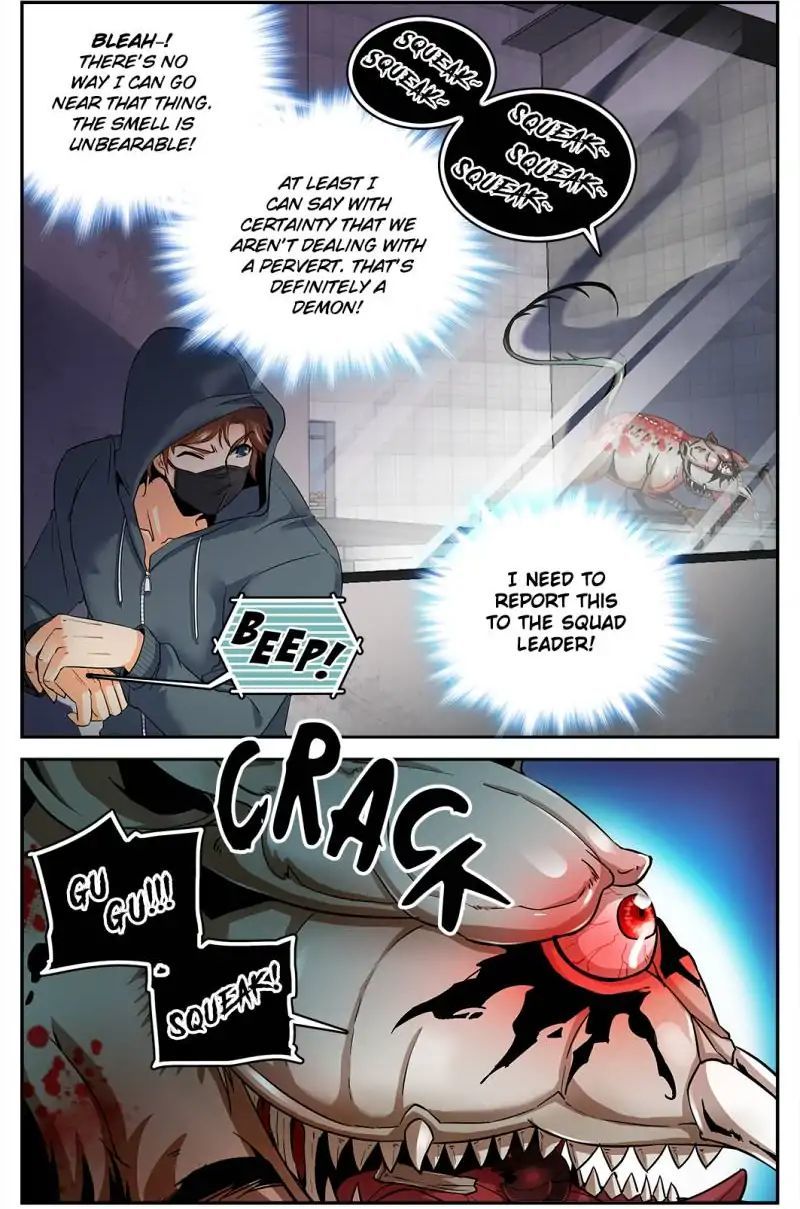 BLEAH-!
THERE'S NO
WAY I CAN GO
NEAR THAT THING.
THE SMELL IS
UNBEARABLE!
SQUEAK~
SQUEAK~
SQUEAK~
SQUEAK~
SQUEAK~
AT LEAST I
CAN SAY WITH
CERTAINTY THAT WE
AREN'T DEALING WITH
A PERVERT. THAT'S
DEFINITELY A
DEMON!
I NEED TO
REPORT THIS
TO THE SQUAD
LEADER!
BEEP!
CRACK
GU
GU!!!
SQUEAK!